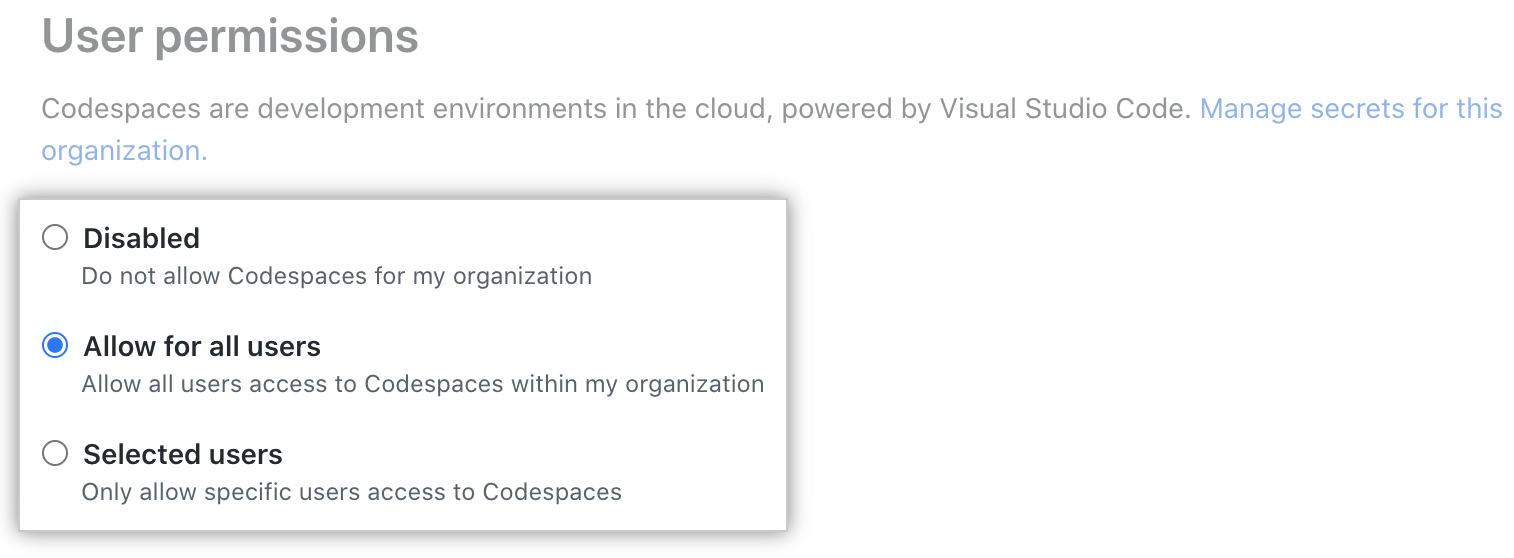 User permissions
Codespaces are development environments in the cloud, powered by Visual Studio Code. Manage secrets for this
organization.
Disabled
Do not allow Codespaces for my organization
Allow for all users
Allow all users access to Codespaces within my organization
Selected users
Only allow specific users access to Codespaces